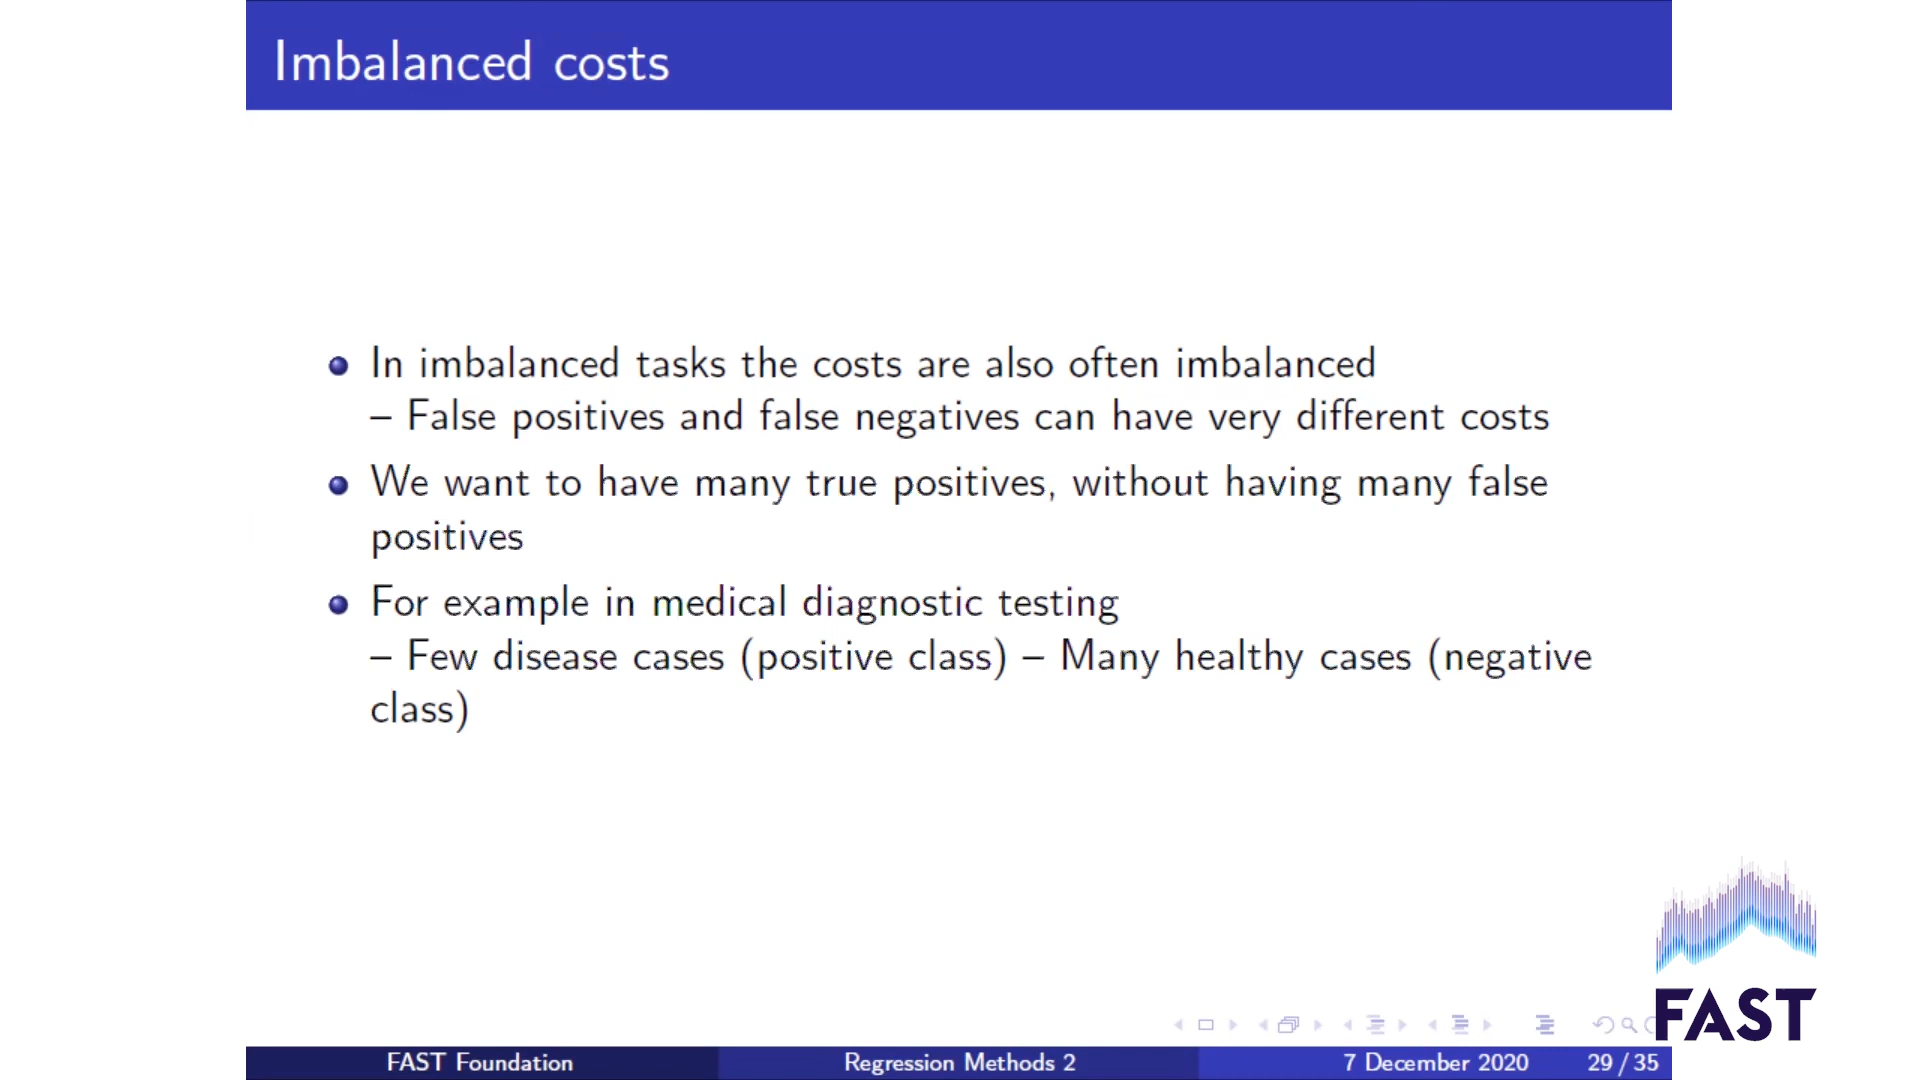 Imbalanced costs
In imbalanced tasks the costs are also often imbalanced
– False positives and false negatives can have very different costs
We want to have many true positives, without having many false
positives
For example in medical diagnostic testing
– Few disease cases (positive class) – Many healthy cases (negative
class)
FAST
FAST Foundation Regression Methods 2 7 December 2020 29 / 35